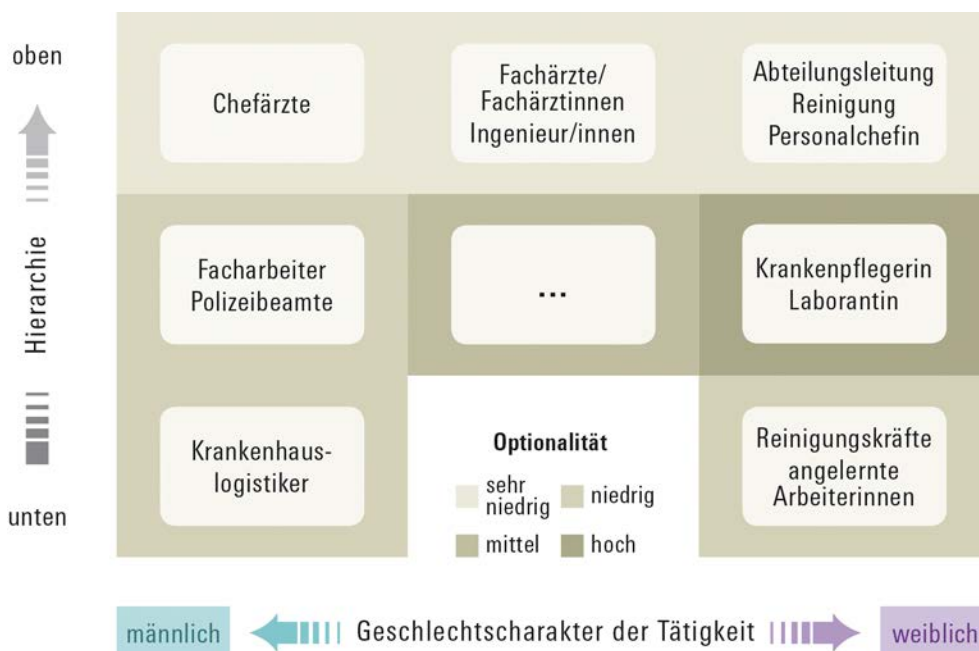 oben
Hierarchie
unten
Chefärzte
Fachärzte/
Fachärztinnen
Ingenieur/innen
Abteilungsleitung
Reinigung
Personalchefin
Facharbeiter
Polizeibeamte
...
Krankenpflegerin
Laborantin
Krankenhaus-
logistiker
Optionalität
sehr
niedrig
niedrig
mittel
hoch
Reinigungskräfte
angelernte
Arbeiterinnen
männlich
Geschlechtscharakter der Tätigkeit
weiblich